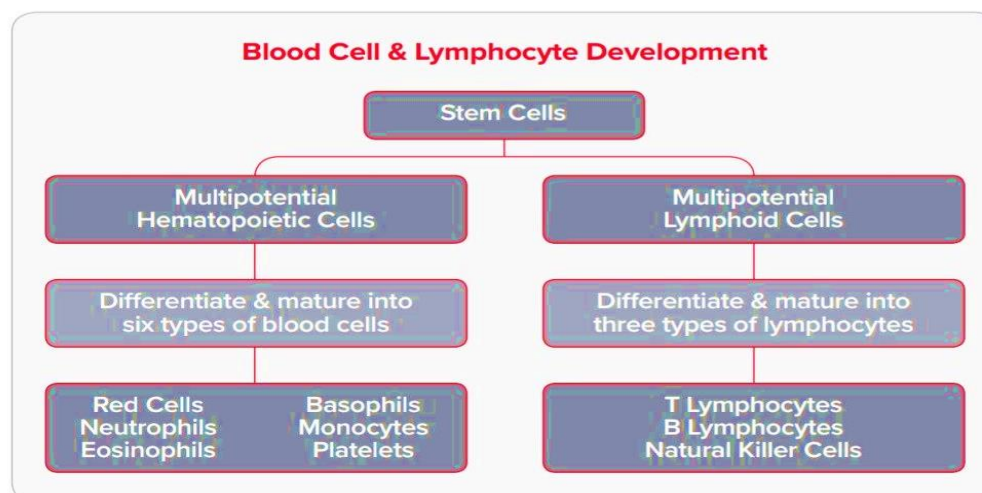 Blood Cell & Lymphocyte Development
Stem Cells
Multipotential
Hematopoietic Cells
Multipotential
Lymphoid Cells
Differentiate & mature into
six types of blood cells
Differentiate & mature into
three types of lymphocytes
Red Cells
Neutrophils
Eosinophils
Basophils
Monocytes
Platelets
T Lymphocytes
B Lymphocytes
Natural Killer Cells